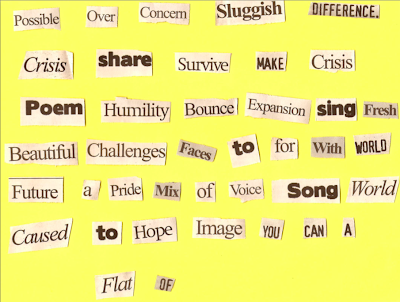 Possible Over Concern Sluggish DIFFERENCE.
Crisis share Survive MAKE Crisis
Poem Humility Bounce Expansion sing Fresh
Beautiful Challenges Faces to for With WORLD
Future a Pride Mix of Voice Song World
Caused to Hope Image YOU CAN A
Flat OF